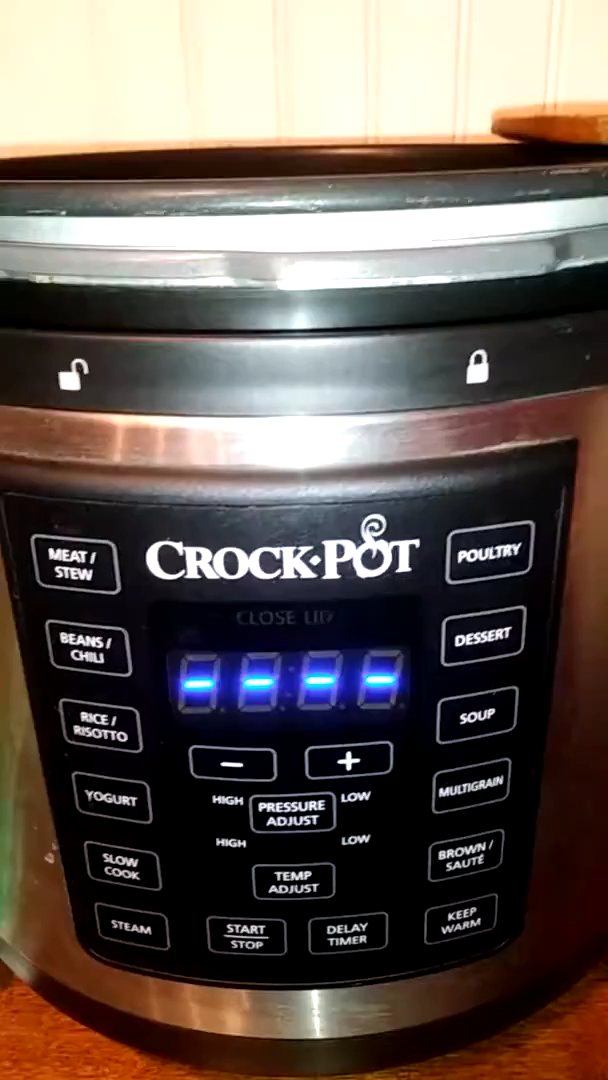 CROCK·POT
CLOSE LID
- - - -
MEAT /
STEW
BEANS /
CHILI
RICE /
RISOTTO
YOGURT
SLOW
COOK
STEAM
− +
HIGH
PRESSURE
ADJUST
LOW
HIGH
LOW
TEMP
ADJUST
START
STOP
DELAY
TIMER
POULTRY
DESSERT
SOUP
MULTIGRAIN
BROWN /
SAUTÉ
KEEP
WARM